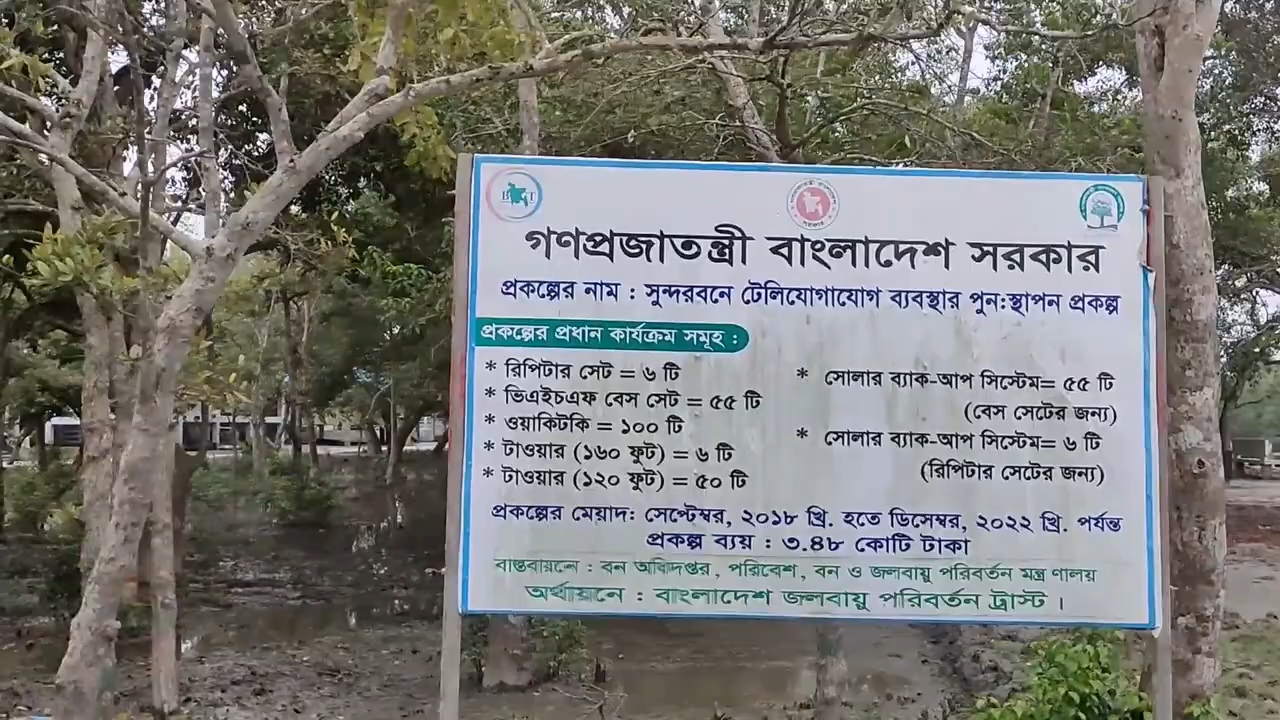 B T
গণপ্রজাতন্ত্রী বাংলাদেশ সরকার
প্রকল্পের নাম : সুন্দরবনে টেলিযোগাযোগ ব্যবস্থার পুন:স্থাপন প্রকল্প
প্রকল্পের প্রধান কার্যক্রম সমূহ :
* রিপিটার সেট = ৬ টি
* ভিএইচএফ বেস সেট = ৫৫ টি
* ওয়াকিটকি = ১০০ টি
* টাওয়ার (১৬০ ফুট) = ৬ টি
* টাওয়ার (১২০ ফুট) = ৫০ টি
* সোলার ব্যাক-আপ সিস্টেম= ৫৫ টি
(বেস সেটের জন্য)
* সোলার ব্যাক-আপ সিস্টেম= ৬ টি
(রিপিটার সেটের জন্য)
প্রকল্পের মেয়াদ: সেপ্টেম্বর, ২০১৮ খ্রি. হতে ডিসেম্বর, ২০২২ খ্রি. পর্যন্ত
প্রকল্প ব্যয় : ৩.৪৮ কোটি টাকা
বাস্তবায়নে : বন অধিদপ্তর, পরিবেশ, বন ও জলবায়ু পরিবর্তন মন্ত্রণালয়
অর্থায়নে : বাংলাদেশ জলবায়ু পরিবর্তন ট্রাস্ট ।